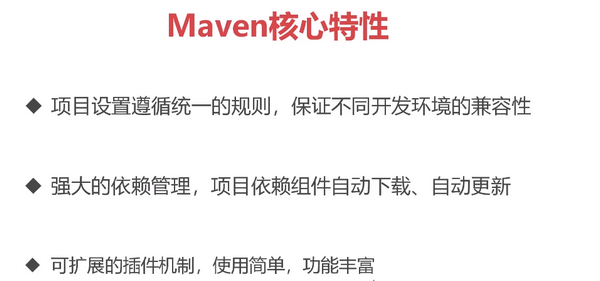 Maven核心特性
◆ 项目设置遵循统一的规则，保证不同开发环境的兼容性
◆ 强大的依赖管理，项目依赖组件自动下载、自动更新
◆ 可扩展的插件机制，使用简单，功能丰富